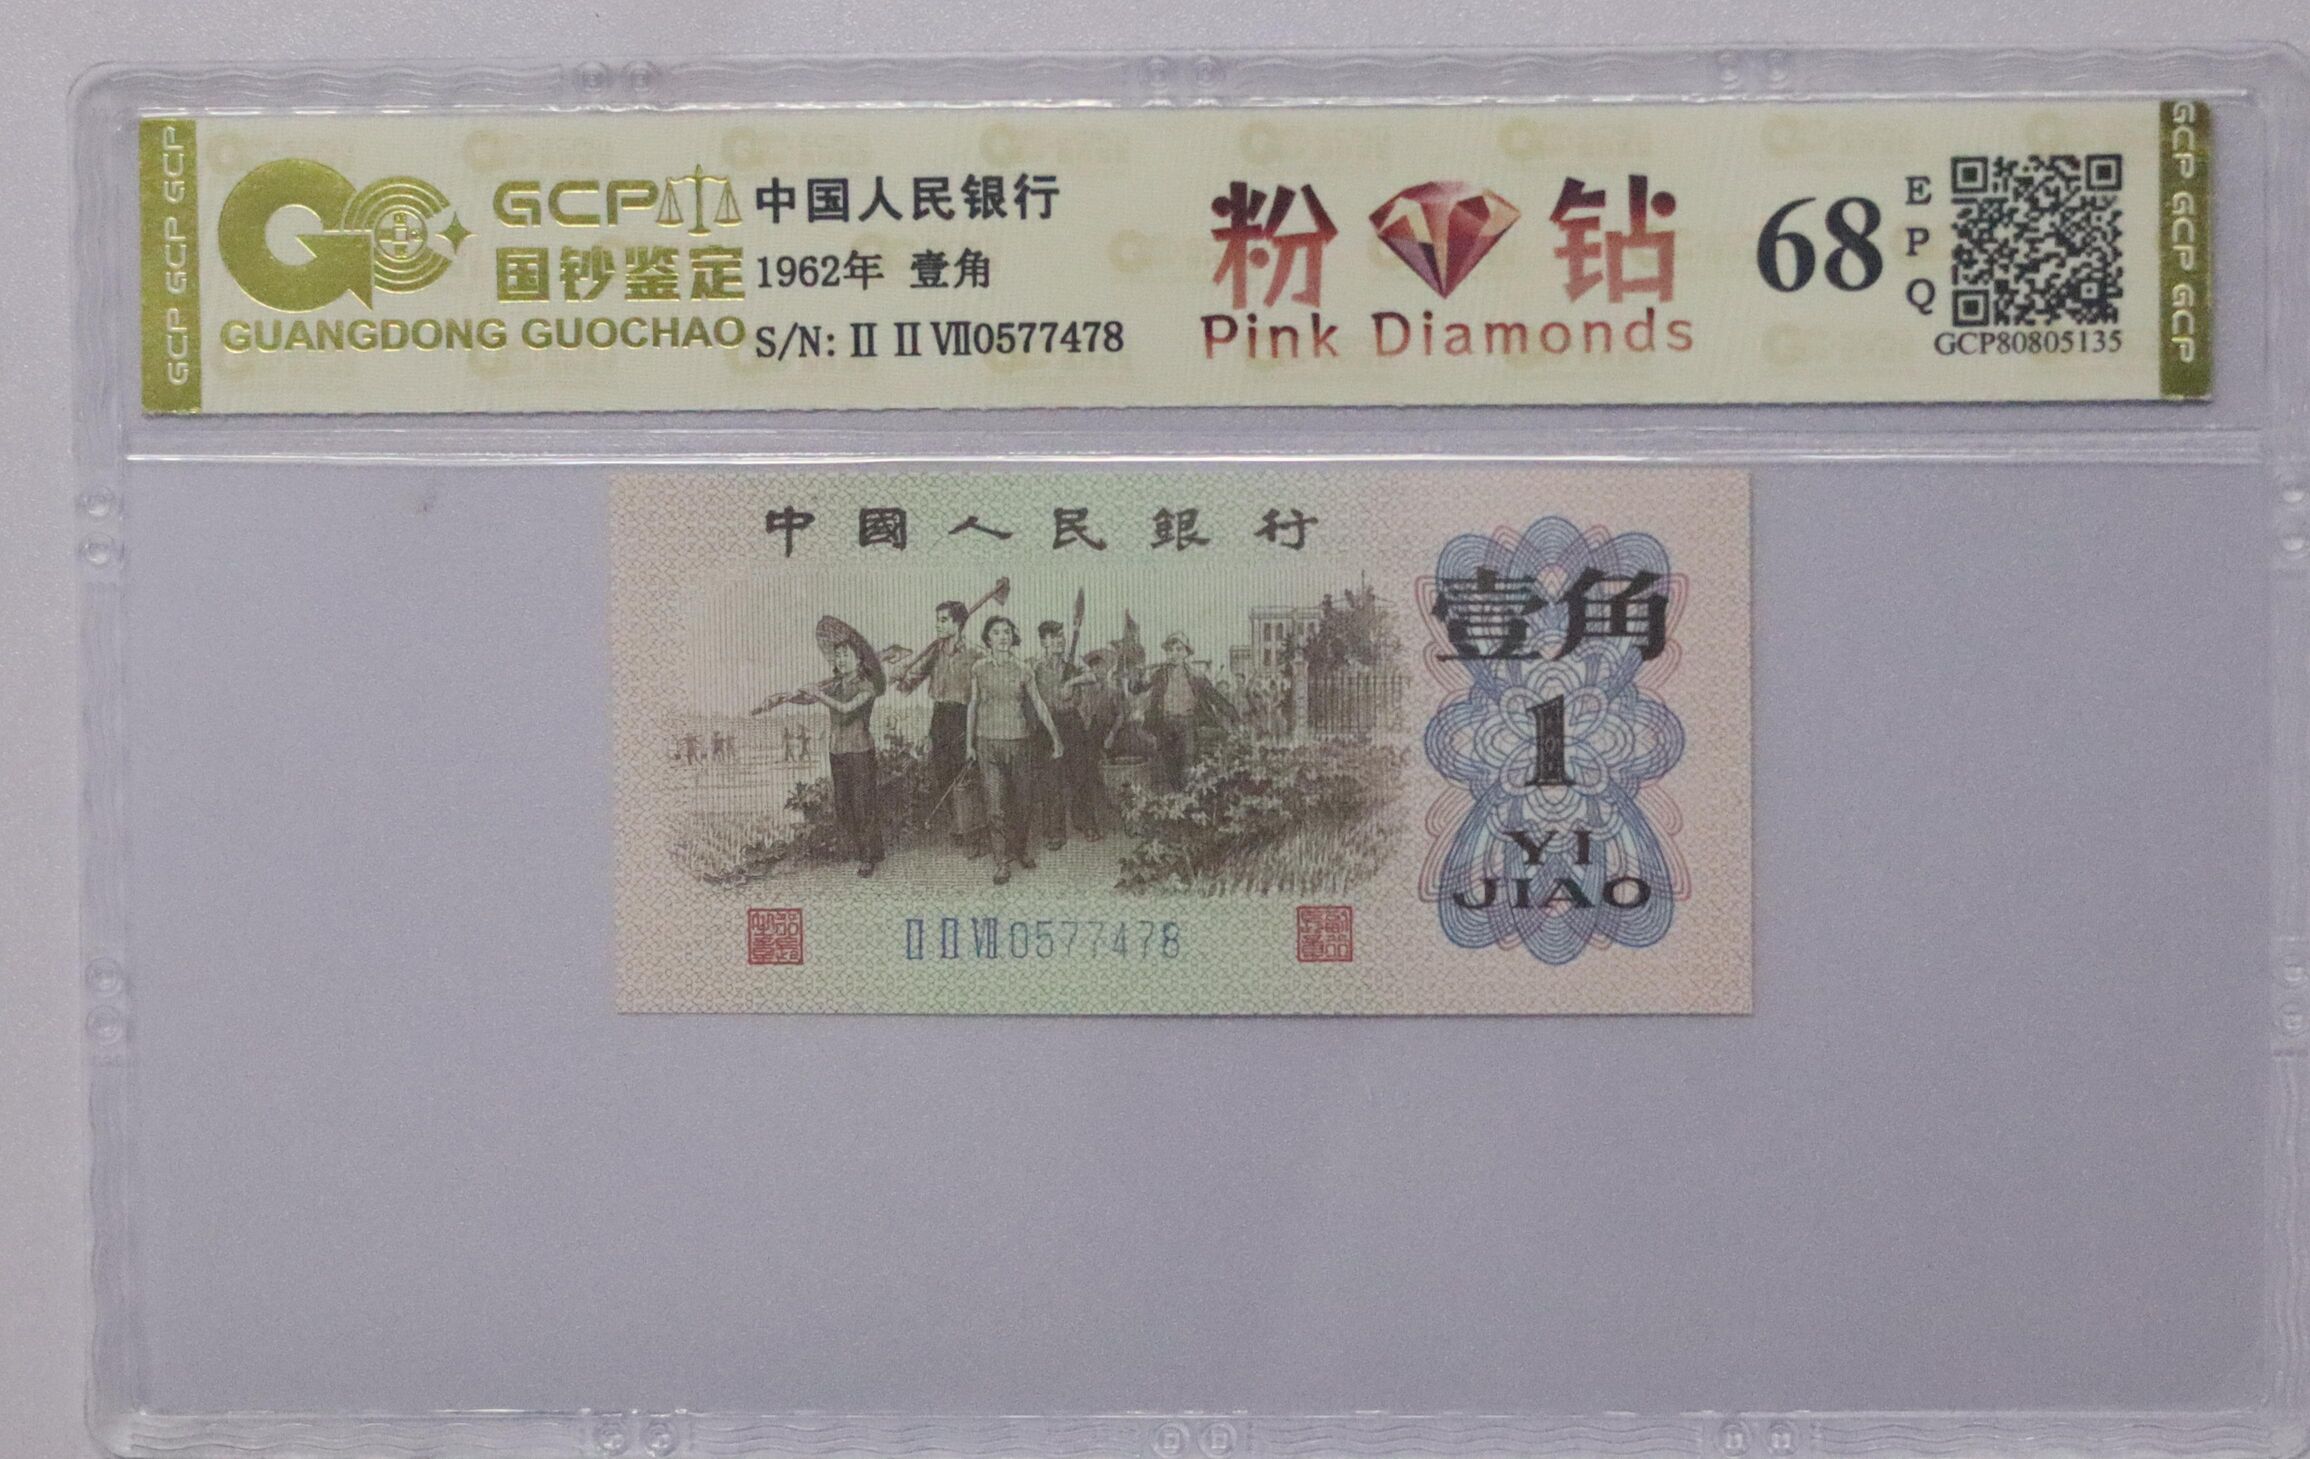 GCP GCP GCP
GCP
国钞鉴定
GUANGDONG GUOCHAO
中国人民银行
1962年 壹角
S/N: Ⅱ Ⅱ Ⅶ0577478
粉 钻
Pink Diamonds
68
E
P
Q
GCP80805135
GCP GCP GCP
中國人民銀行
壹角
1
YI
JIAO
Ⅱ Ⅱ Ⅶ0577478